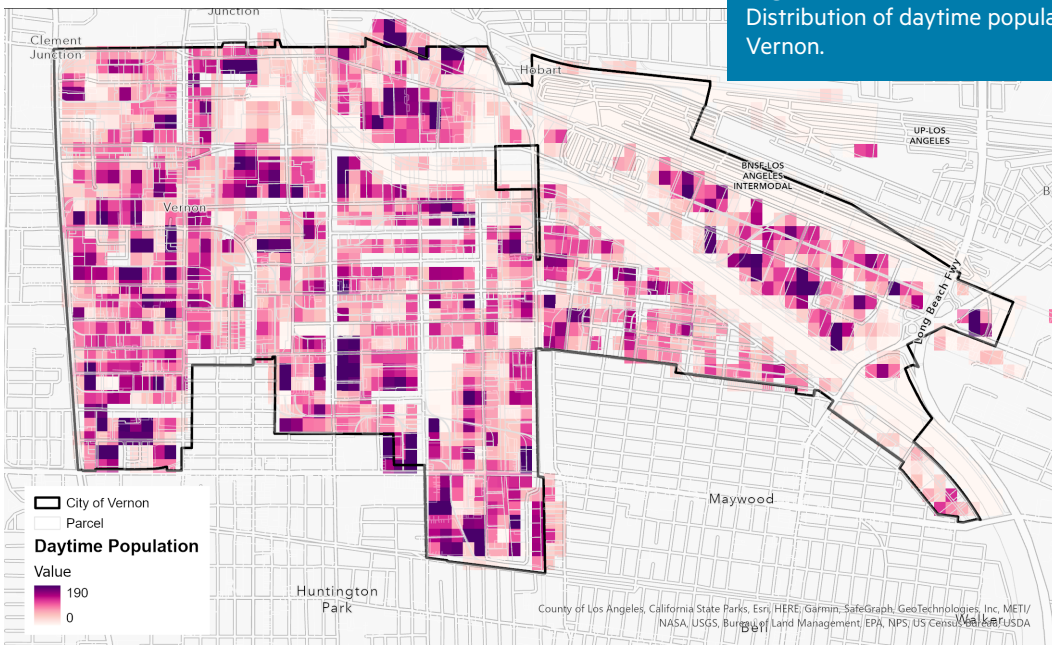 Distribution of daytime popula
Vernon.
Junction
Clement
Junction
Hobart
UP-LOS
ANGELES
BNSF-LOS
ANGELES
INTERMODAL
B
Vernon
Long Beach Fwy
Maywood
Huntington
Park
Bell
Walker
City of Vernon
Parcel
Daytime Population
Value
190
0
County of Los Angeles, California State Parks, Esri, HERE, Garmin, SafeGraph, GeoTechnologies, Inc, METI/
NASA, USGS, Bureau of Land Management, EPA, NPS, US Census Bureau, USDA